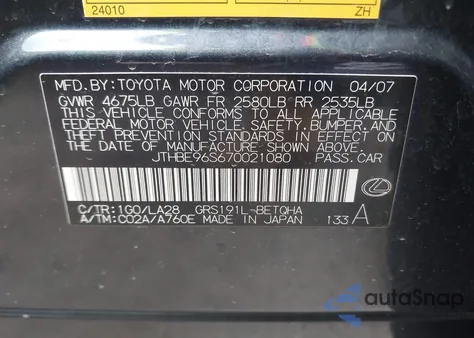 24010 ZH
MFD.BY:TOYOTA MOTOR CORPORATION 04/07
GVWR 4675LB GAWR FR 2580LB RR 2535LB
THIS VEHICLE CONFORMS TO ALL APPLICABLE
FEDERAL MOTOR VEHICLE SAFETY,BUMPER,AND
THEFT PREVENTION STANDARDS IN EFFECT ON
THE DATE OF MANUFACTURE SHOWN ABOVE.
JTHBE96S670021080 PASS.CAR
C/TR:1G0/LA28 GRS191L-BETQHA
A/TM:C02A/A760E MADE IN JAPAN 133 A
autoSnap